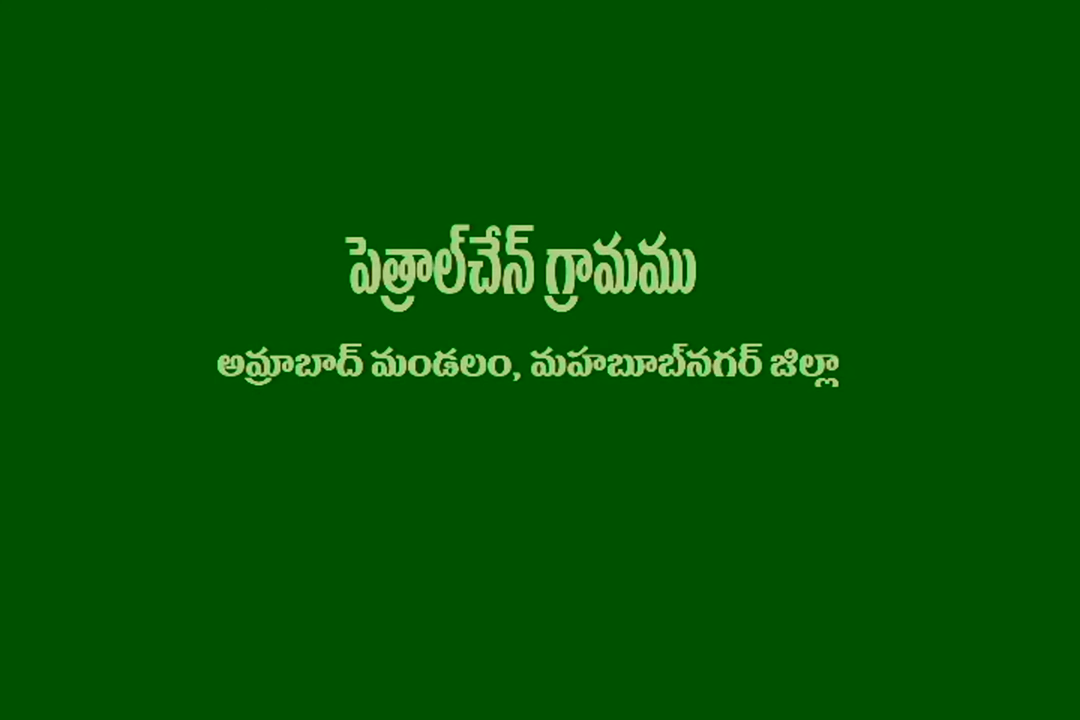 పెత్రాల్‌చేన్ గ్రామము
అమ్రాబాద్ మండలం, మహబూబ్‌నగర్ జిల్లా